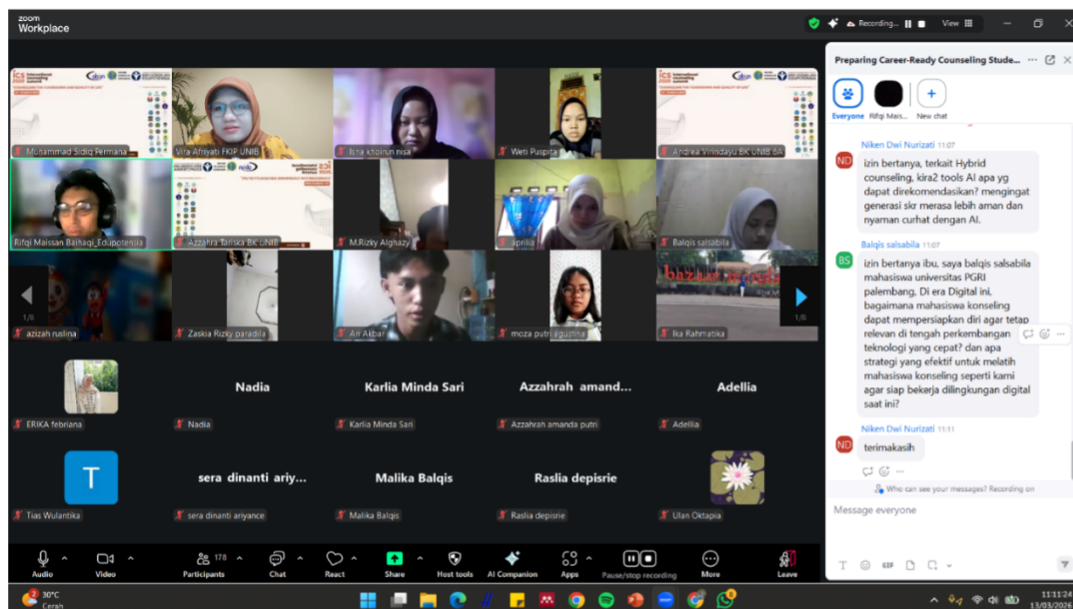 zoom
Workplace
Recording...
View
Preparing Career-Ready Counseling Stude...
Everyone
Rifqi Mais...
New chat
Muhammad Sidiq Permana
Vira Afriyati FKIP UNIB
Isna khoirun nisa
Weti Puspita
Andrea Virindayu BK UNIB 6A
Rifqi Maissan Baihaqi_Edupotensia
Azzahra Tariska BK UNIB
M.Rizky Alghazy
aprilia
Balqis salsabila
1/8
azizah ruslina
Zaskia Rizky paradila
Ari Akbar
moza putri agustina
Ika Rahmatika
1/8
ERIKA febriana
Nadia
Nadia
Karlia Minda Sari
Karlia Minda Sari
Azzahrah amand...
Azzahrah amanda putri
Adellia
Adellia
T
Tias Wulantika
sera dinanti ariy...
sera dinanti ariyance
Malika Balqis
Malika Balqis
Raslia depisrie
Raslia depisrie
Ulan Oktapia
Niken Dwi Nurizati 11:07
ND
izin bertanya, terkait Hybrid
counseling, kira2 tools AI apa yg
dapat direkomendasikan? mengingat
generasi skr merasa lebih aman dan
nyaman curhat dengan AI.
Balqis salsabila 11:07
BS
izin bertanya ibu, saya balqis salsabila
mahasiswa universitas PGRI
palembang, Di era Digital ini,
bagaimana mahasiswa konseling
dapat mempersiapkan diri agar tetap
relevan di tengah perkembangan
teknologi yang cepat? dan apa
strategi yang efektif untuk melatih
mahasiswa konseling seperti kami
agar siap bekerja dilingkungan digital
saat ini?
Niken Dwi Nurizati 11:11
ND
terimakasih
Who can see your messages? Recording on
Message everyone
Audio
Video
178
Participants
Chat
React
Share
Host tools
AI Companion
Apps
Pause/stop recording
More
Leave
30°C
Cerah
11:11:24
13/03/2026